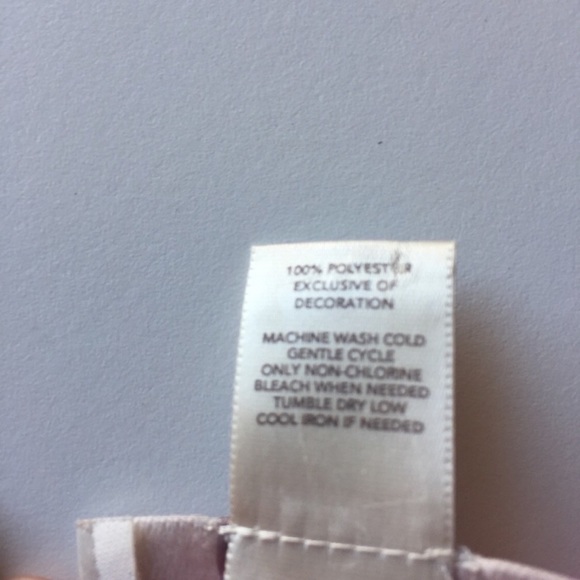 100% POLYESTER
EXCLUSIVE OF
DECORATION
MACHINE WASH COLD
GENTLE CYCLE
ONLY NON-CHLORINE
BLEACH WHEN NEEDED
TUMBLE DRY LOW
COOL IRON IF NEEDED